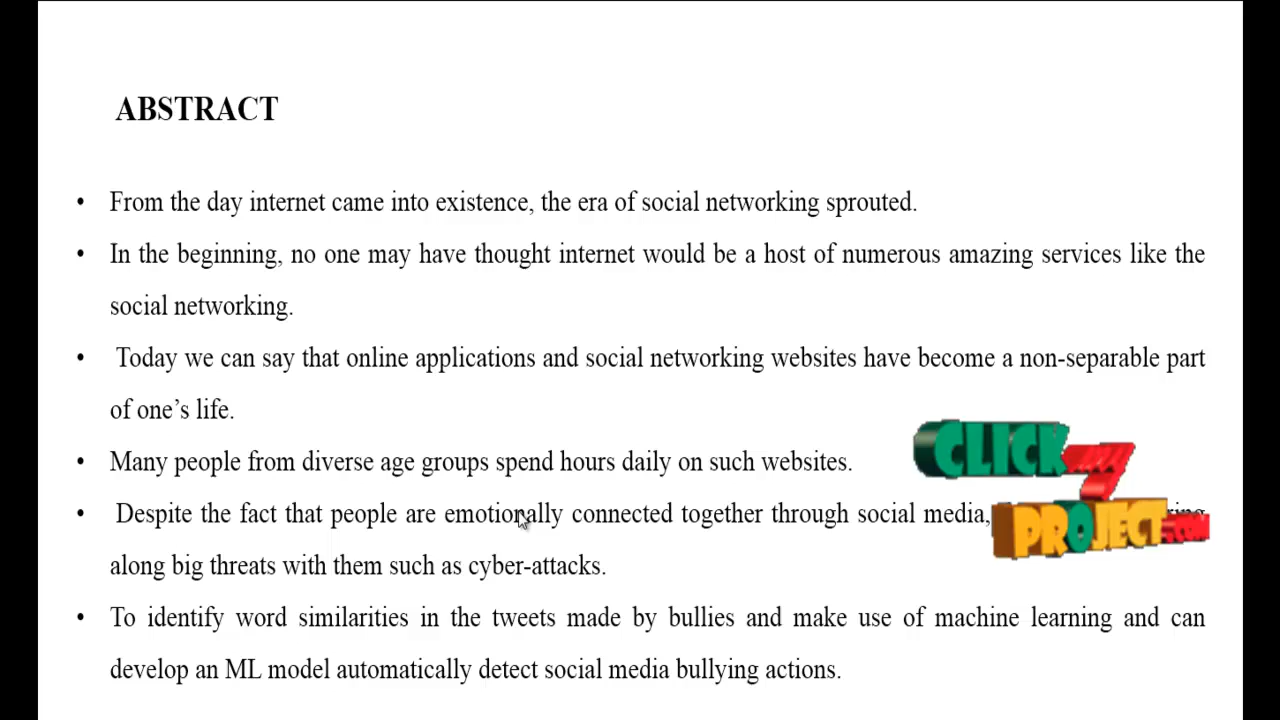 ABSTRACT
• From the day internet came into existence, the era of social networking sprouted.
• In the beginning, no one may have thought internet would be a host of numerous amazing services like the
social networking.
• Today we can say that online applications and social networking websites have become a non-separable part
of one’s life.
• Many people from diverse age groups spend hours daily on such websites.
• Despite the fact that people are emotionally connected together through social media,
along big threats with them such as cyber-attacks.
• To identify word similarities in the tweets made by bullies and make use of machine learning and can
develop an ML model automatically detect social media bullying actions.
CLICK my
PROJECT.COM